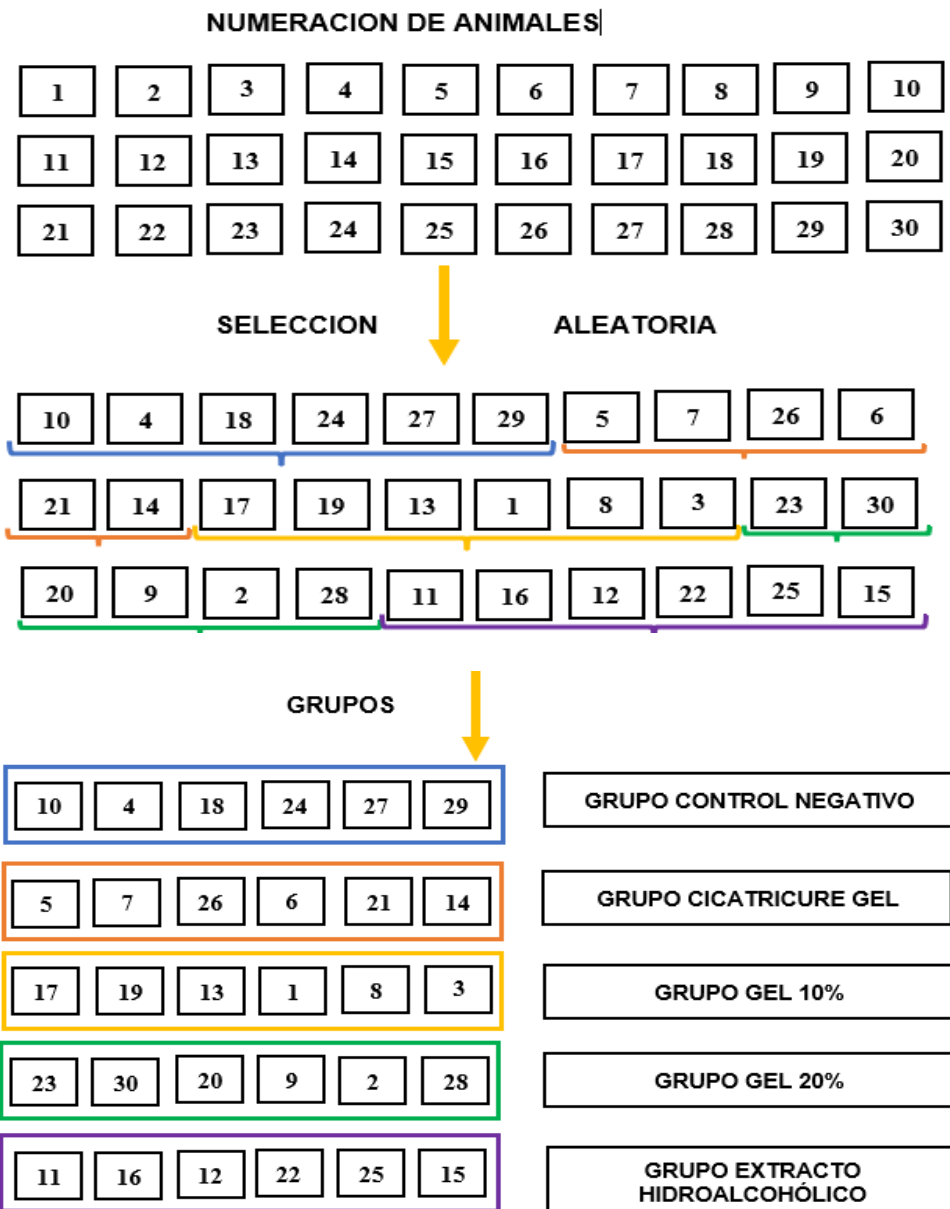 NUMERACION DE ANIMALES
1 2 3 4 5 6 7 8 9 10
11 12 13 14 15 16 17 18 19 20
21 22 23 24 25 26 27 28 29 30
SELECCION ALEATORIA
10 4 18 24 27 29 5 7 26 6
21 14 17 19 13 1 8 3 23 30
20 9 2 28 11 16 12 22 25 15
GRUPOS
10 4 18 24 27 29 GRUPO CONTROL NEGATIVO
5 7 26 6 21 14 GRUPO CICATRICURE GEL
17 19 13 1 8 3 GRUPO GEL 10%
23 30 20 9 2 28 GRUPO GEL 20%
11 16 12 22 25 15 GRUPO EXTRACTO
HIDROALCOHÓLICO